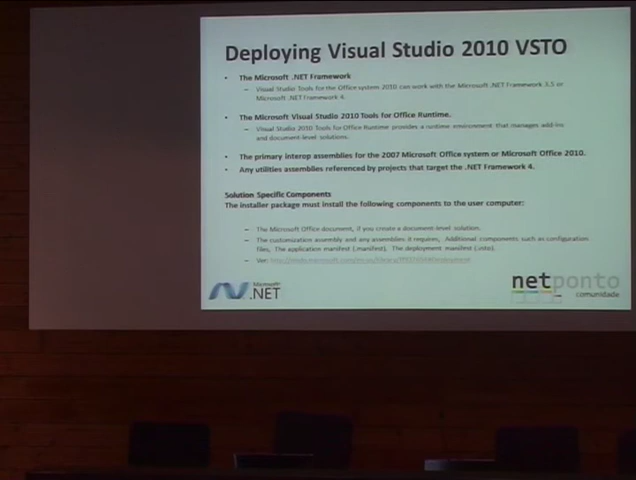 Deploying Visual Studio 2010 VSTO
• The Microsoft .NET Framework
– Visual Studio Tools for the Office system 2010 can work with the Microsoft .NET Framework 3.5 or
Microsoft .NET Framework 4.
• The Microsoft Visual Studio 2010 Tools for Office Runtime.
– Visual Studio 2010 Tools for Office Runtime provides a runtime environment that manages add-ins
and document-level solutions.
• The primary interop assemblies for the 2007 Microsoft Office system or Microsoft Office 2010.
• Any utilities assemblies referenced by projects that target the .NET Framework 4.
Solution Specific Components
The installer package must install the following components to the user computer:
– The Microsoft Office document, if you create a document-level solution.
– The customization assembly and any assemblies it requires, Additional components such as configuration
files, The application manifest (.manifest), The deployment manifest (.vsto).
– Ver:
Microsoft
.NET
netponto
comunidade